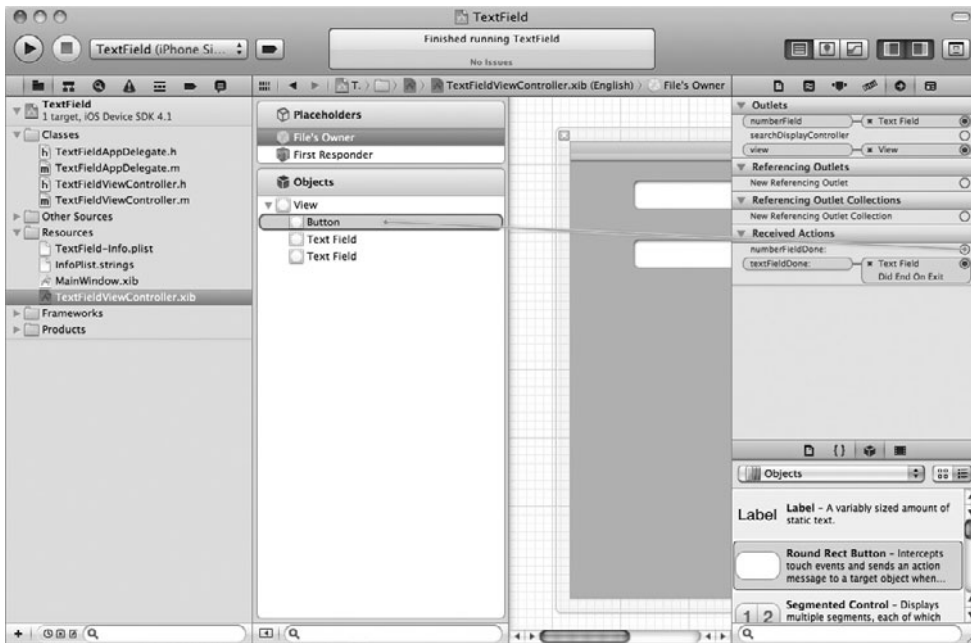 TextField
TextField (iPhone Si...
Finished running TextField
No Issues
T.
TextFieldViewController.xib (English)
File's Owner
TextField
1 target, iOS Device SDK 4.1
Classes
h TextFieldAppDelegate.h
m TextFieldAppDelegate.m
h TextFieldViewController.h
m TextFieldViewController.m
Other Sources
Resources
TextField-Info.plist
InfoPlist.strings
MainWindow.xib
TextFieldViewController.xib
Frameworks
Products
Placeholders
File's Owner
First Responder
Objects
View
Button
Text Field
Text Field
Outlets
numberField Text Field
searchDisplayController
view View
Referencing Outlets
New Referencing Outlet
Referencing Outlet Collections
New Referencing Outlet Collection
Received Actions
numberFieldDone:
textFieldDone: Text Field
Did End On Exit
{}
Objects
Label
Label – A variably sized amount of
static text.
Round Rect Button – Intercepts
touch events and sends an action
message to a target object when...
1 2
Segmented Control – Displays
multiple segments, each of which